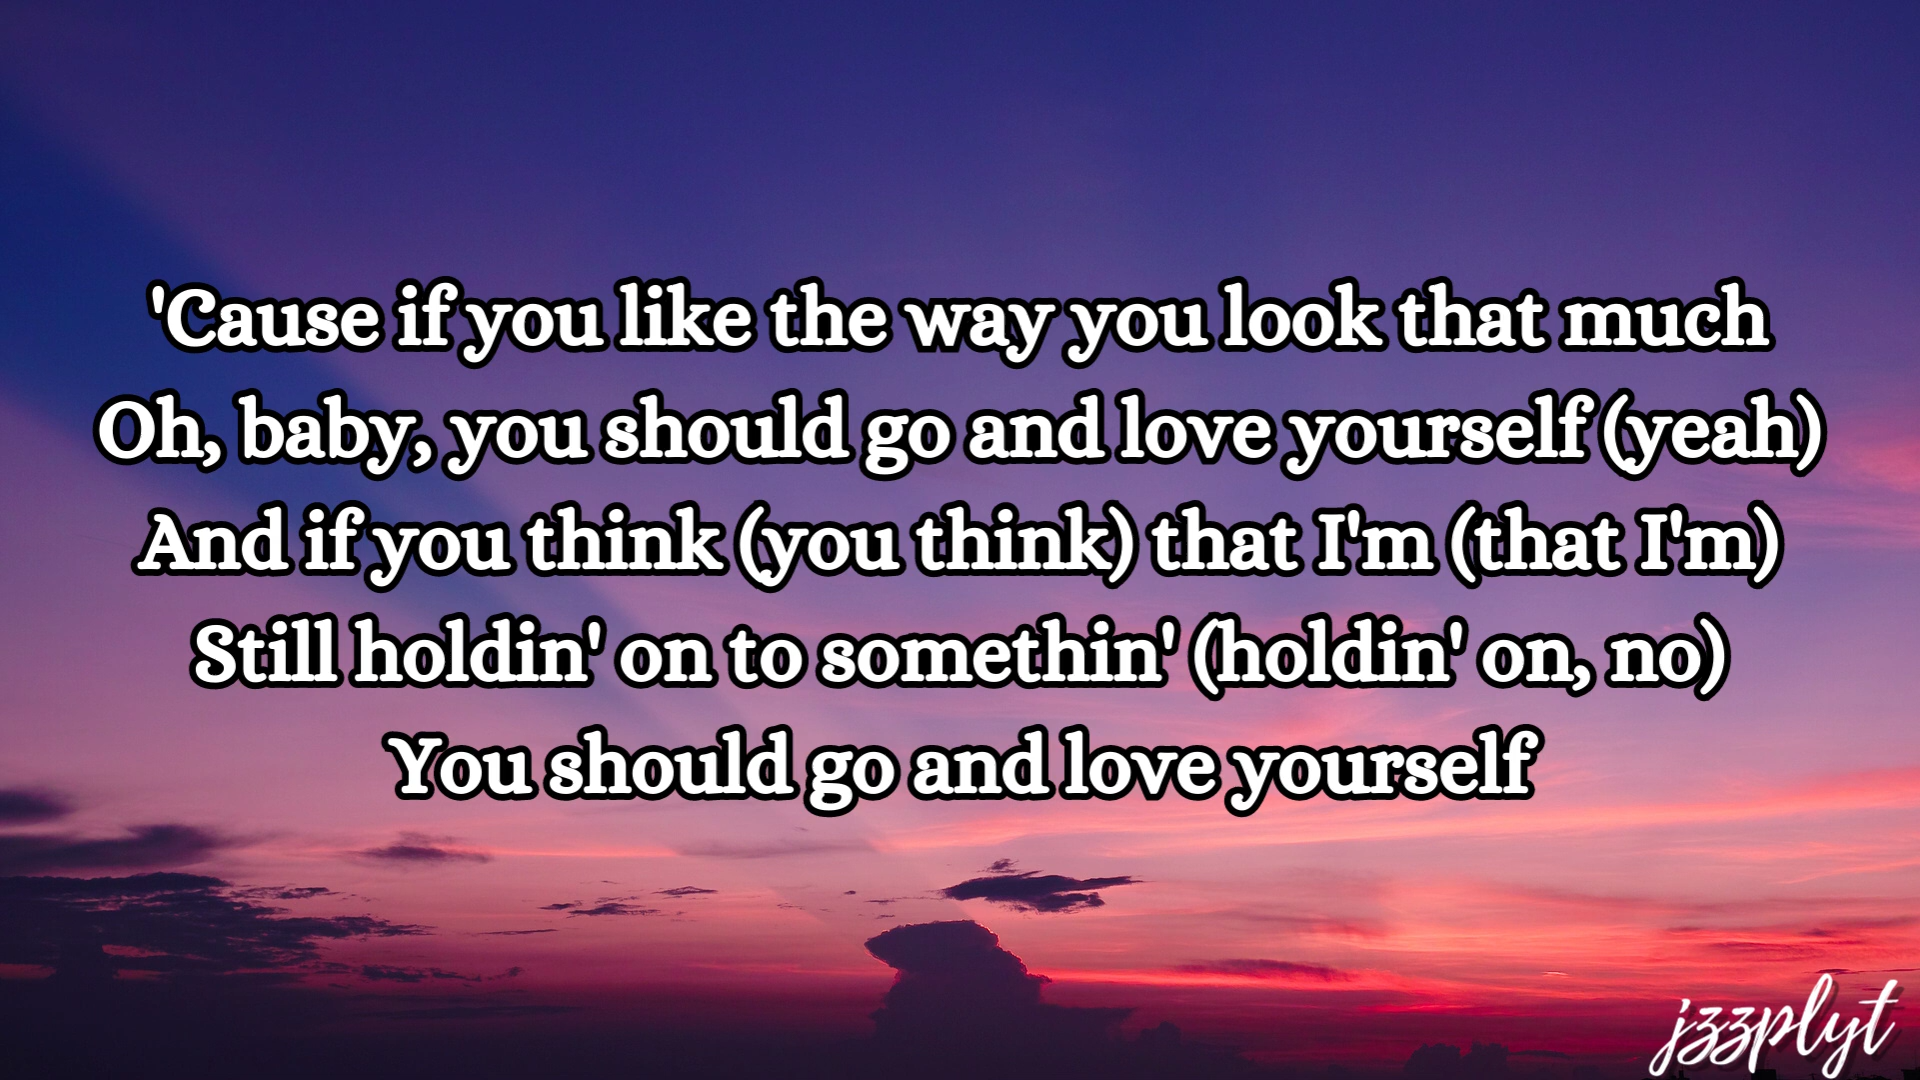 'Cause if you like the way you look that much
Oh, baby, you should go and love yourself (yeah)
And if you think (you think) that I'm (that I'm)
Still holdin' on to somethin' (holdin' on, no)
You should go and love yourself
jzzplyt